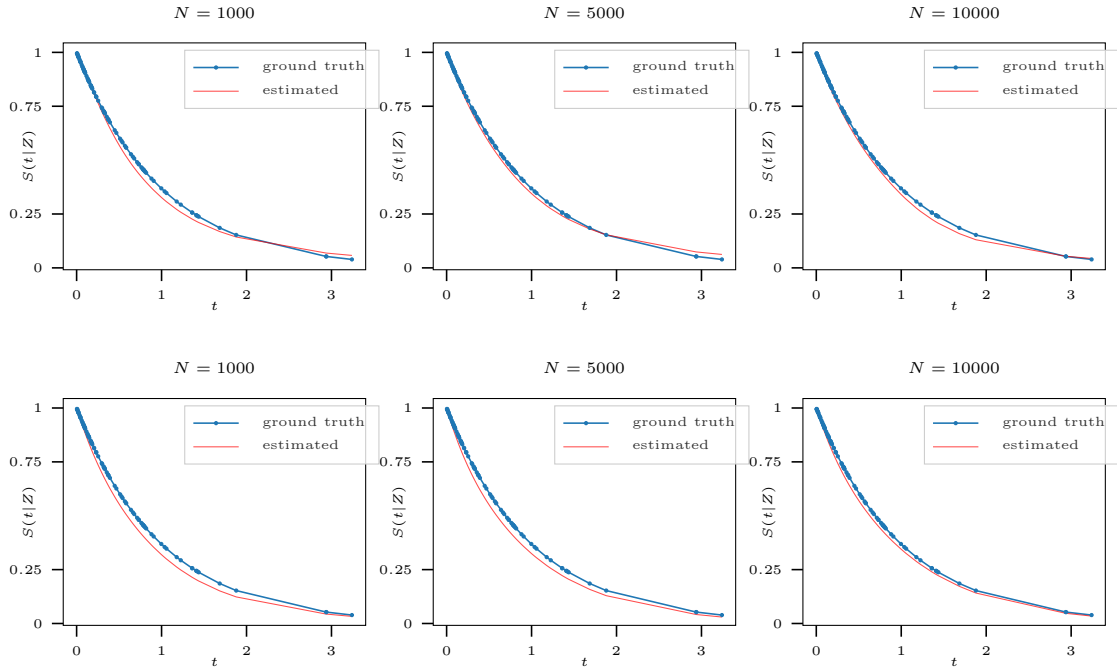 N = 1000
N = 5000
N = 10000
1
0.75
0.25
0
S(t|Z)
ground truth
estimated
0
1
2
3
t
1
0.75
0.25
0
S(t|Z)
ground truth
estimated
0
1
2
3
t
1
0.75
0.25
0
S(t|Z)
ground truth
estimated
0
1
2
3
t
N = 1000
N = 5000
N = 10000
1
0.75
0.25
0
S(t|Z)
ground truth
estimated
0
1
2
3
t
1
0.75
0.25
0
S(t|Z)
ground truth
estimated
0
1
2
3
t
1
0.75
0.25
0
S(t|Z)
ground truth
estimated
0
1
2
3
t